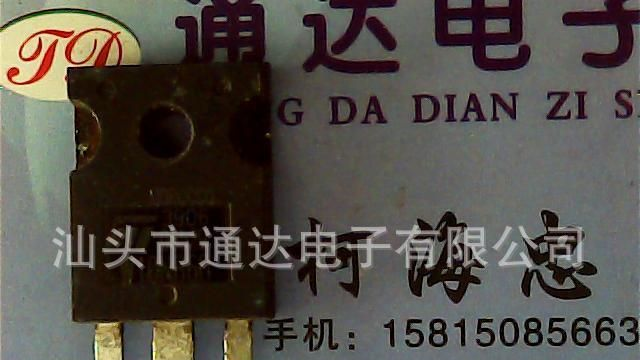 TD 通达电子
G DA DIAN ZI S
汕头市通达电子有限公司
柯海忠
手机：15815085663